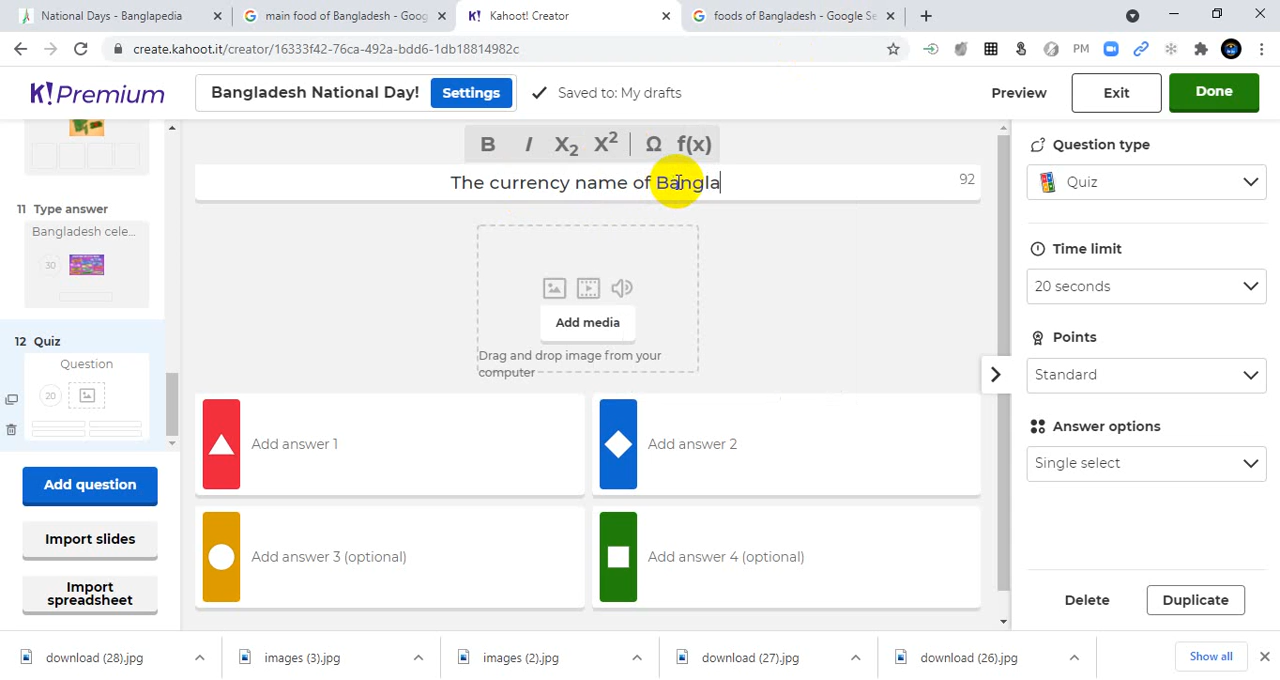 National Days - Banglapedia
main food of Bangladesh - Goog
Kahoot! Creator
foods of Bangladesh - Google Se
create.kahoot.it/creator/16333f42-76ca-492a-bdd6-1db18814982c
PM
K! Premium
Bangladesh National Day!
Settings
Saved to: My drafts
Preview
Exit
Done
B I X2 X2 Ω f(x)
The currency name of Bangla
92
11 Type answer
Bangladesh cele...
30
12 Quiz
Question
20
Add question
Import slides
Import spreadsheet
Add media
Drag and drop image from your
computer
Add answer 1
Add answer 2
Add answer 3 (optional)
Add answer 4 (optional)
Question type
Quiz
Time limit
20 seconds
Points
Standard
Answer options
Single select
Delete
Duplicate
download (28).jpg
images (3).jpg
images (2).jpg
download (27).jpg
download (26).jpg
Show all